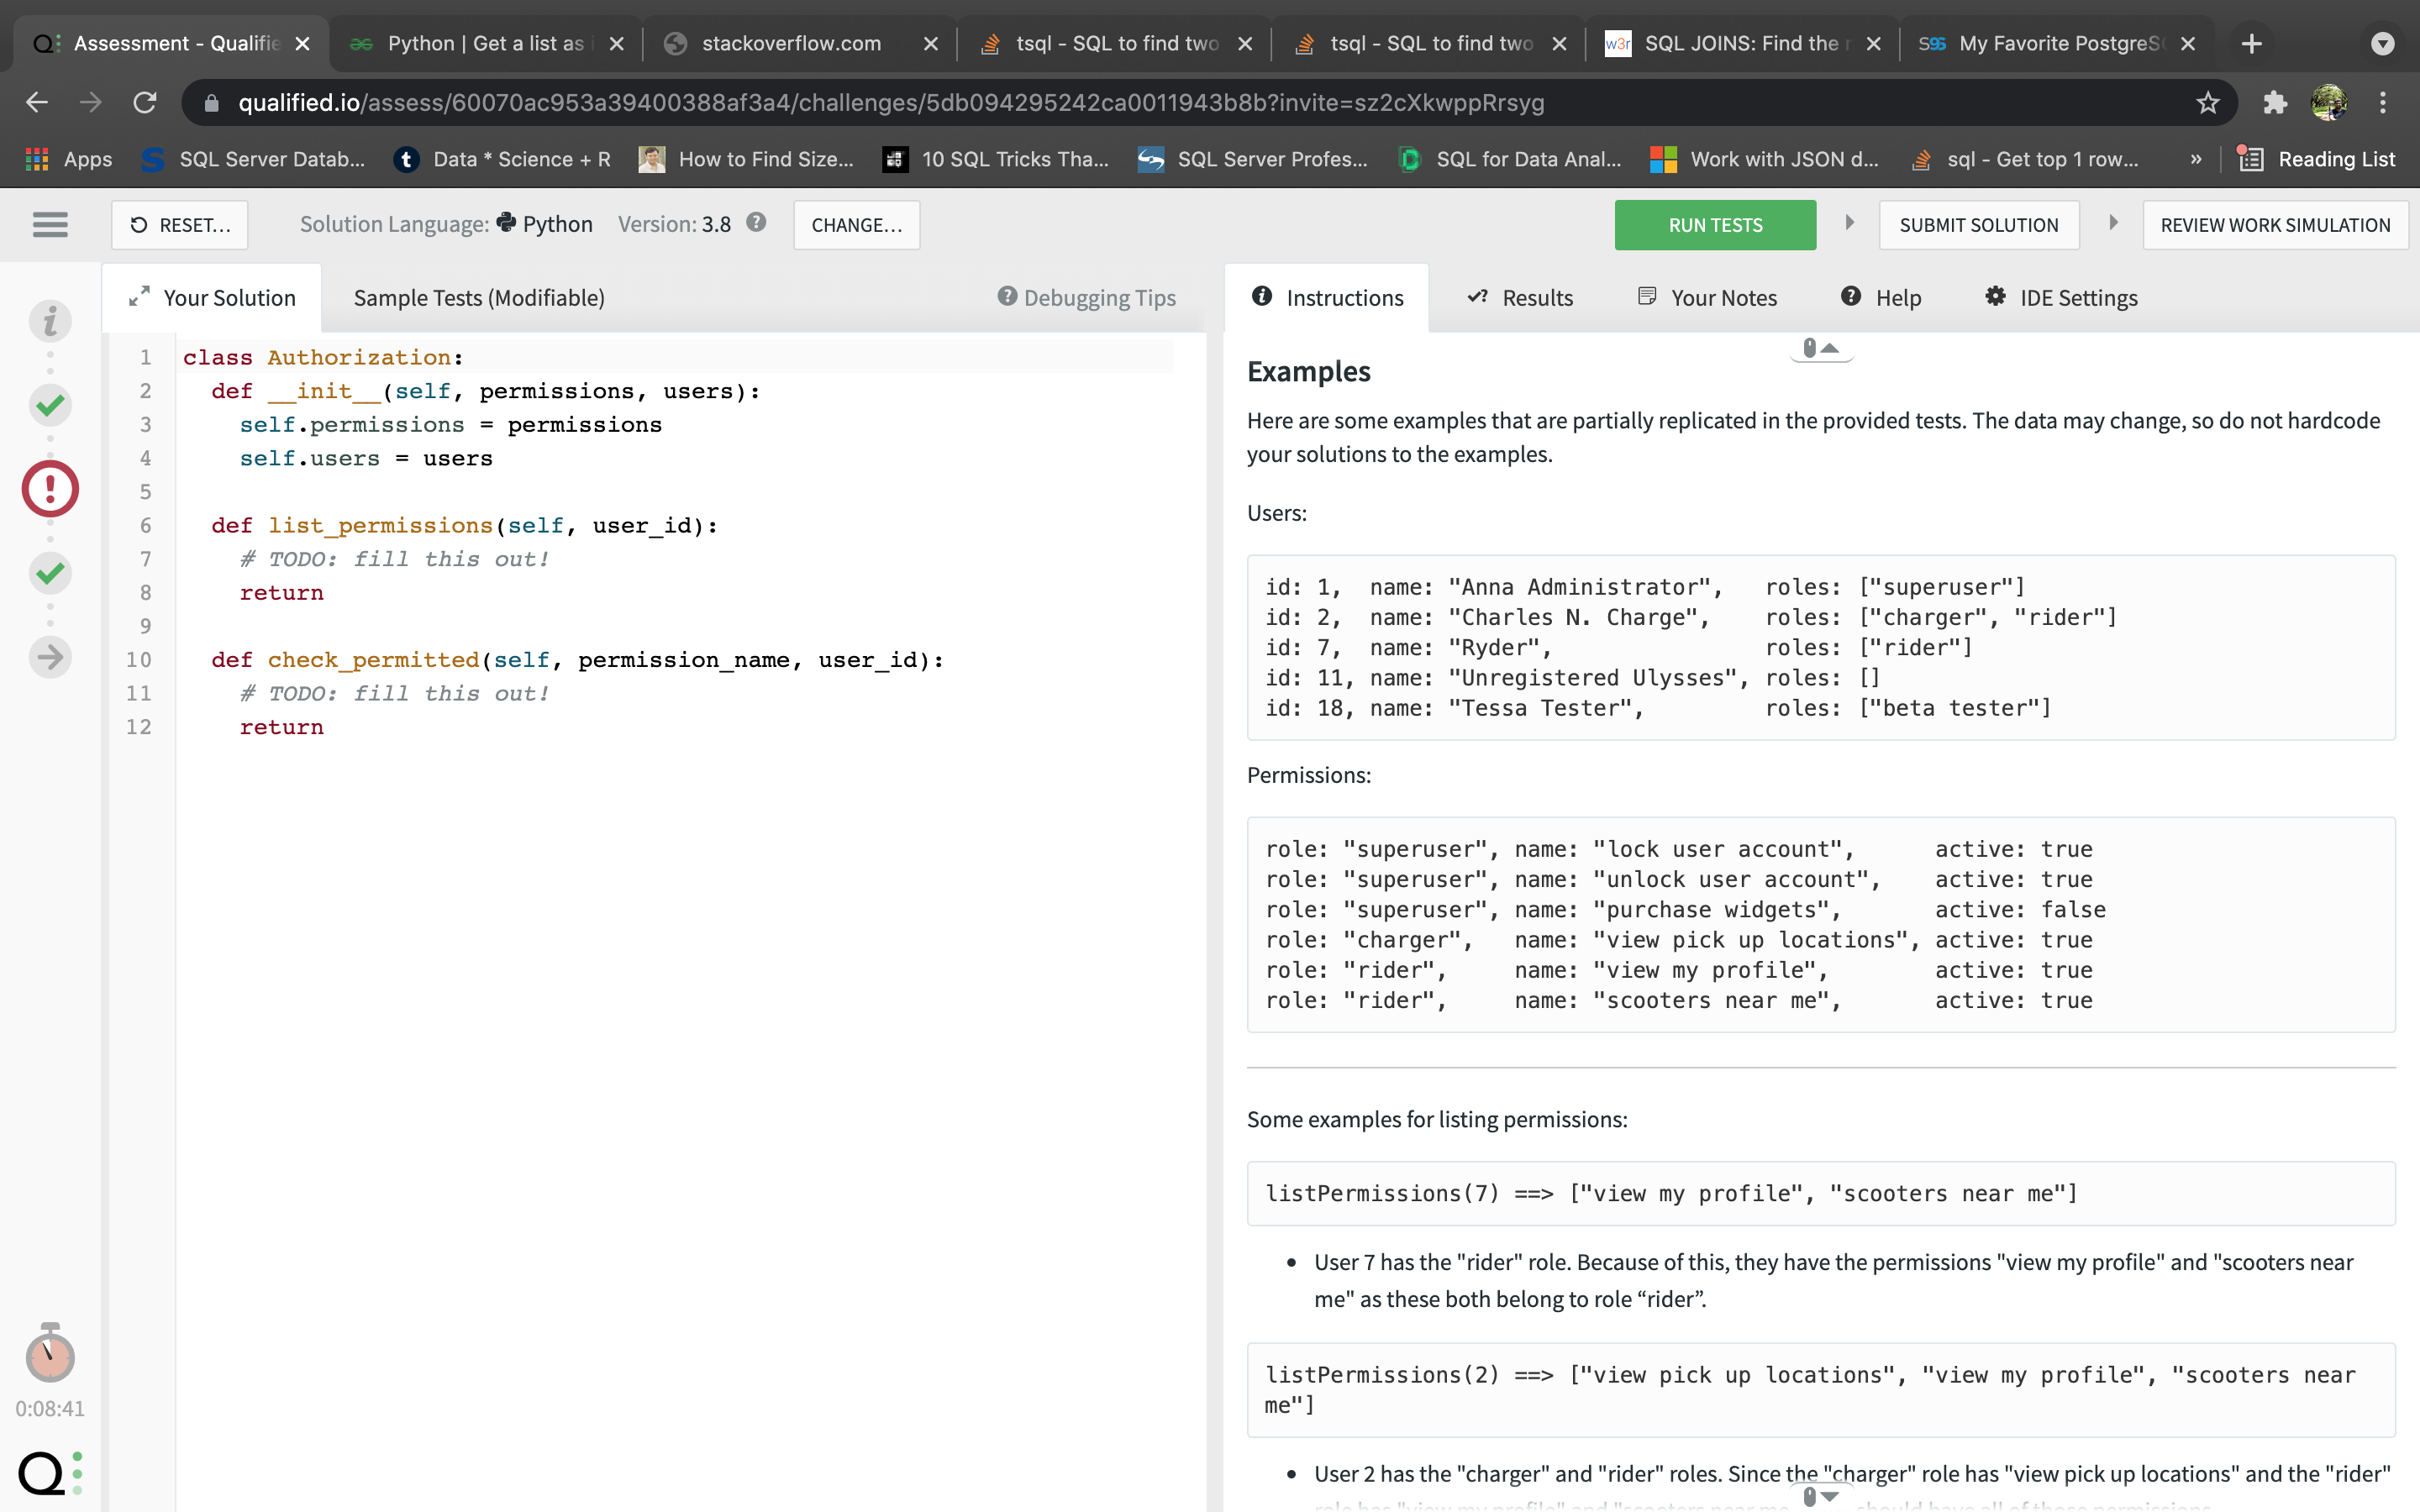 Assessment - Qualifie
Python | Get a list as i
stackoverflow.com
tsql - SQL to find two
tsql - SQL to find two
w3r SQL JOINS: Find the r
S95 My Favorite PostgreS
qualified.io/assess/60070ac953a39400388af3a4/challenges/5db094295242ca0011943b8b?invite=sz2cXkwppRrsyg
Apps
SQL Server Datab...
Data * Science + R
How to Find Size...
10 SQL Tricks Tha...
SQL Server Profes...
SQL for Data Anal...
Work with JSON d...
sql - Get top 1 row...
»
Reading List
RESET...
Solution Language: Python
Version: 3.8
CHANGE...
RUN TESTS
SUBMIT SOLUTION
REVIEW WORK SIMULATION
Your Solution
Sample Tests (Modifiable)
Debugging Tips
1 class Authorization:
2 def __init__(self, permissions, users):
3 self.permissions = permissions
4 self.users = users
5
6 def list_permissions(self, user_id):
7 # TODO: fill this out!
8 return
9
10 def check_permitted(self, permission_name, user_id):
11 # TODO: fill this out!
12 return
0:08:41
Instructions
Results
Your Notes
Help
IDE Settings
Examples
Here are some examples that are partially replicated in the provided tests. The data may change, so do not hardcode
your solutions to the examples.
Users:
id: 1, name: "Anna Administrator", roles: ["superuser"]
id: 2, name: "Charles N. Charge", roles: ["charger", "rider"]
id: 7, name: "Ryder", roles: ["rider"]
id: 11, name: "Unregistered Ulysses", roles: []
id: 18, name: "Tessa Tester", roles: ["beta tester"]
Permissions:
role: "superuser", name: "lock user account", active: true
role: "superuser", name: "unlock user account", active: true
role: "superuser", name: "purchase widgets", active: false
role: "charger", name: "view pick up locations", active: true
role: "rider", name: "view my profile", active: true
role: "rider", name: "scooters near me", active: true
Some examples for listing permissions:
listPermissions(7) ==> ["view my profile", "scooters near me"]
• User 7 has the "rider" role. Because of this, they have the permissions "view my profile" and "scooters near
me" as these both belong to role “rider”.
listPermissions(2) ==> ["view pick up locations", "view my profile", "scooters near
me"]
• User 2 has the "charger" and "rider" roles. Since the "charger" role has "view pick up locations" and the "rider"